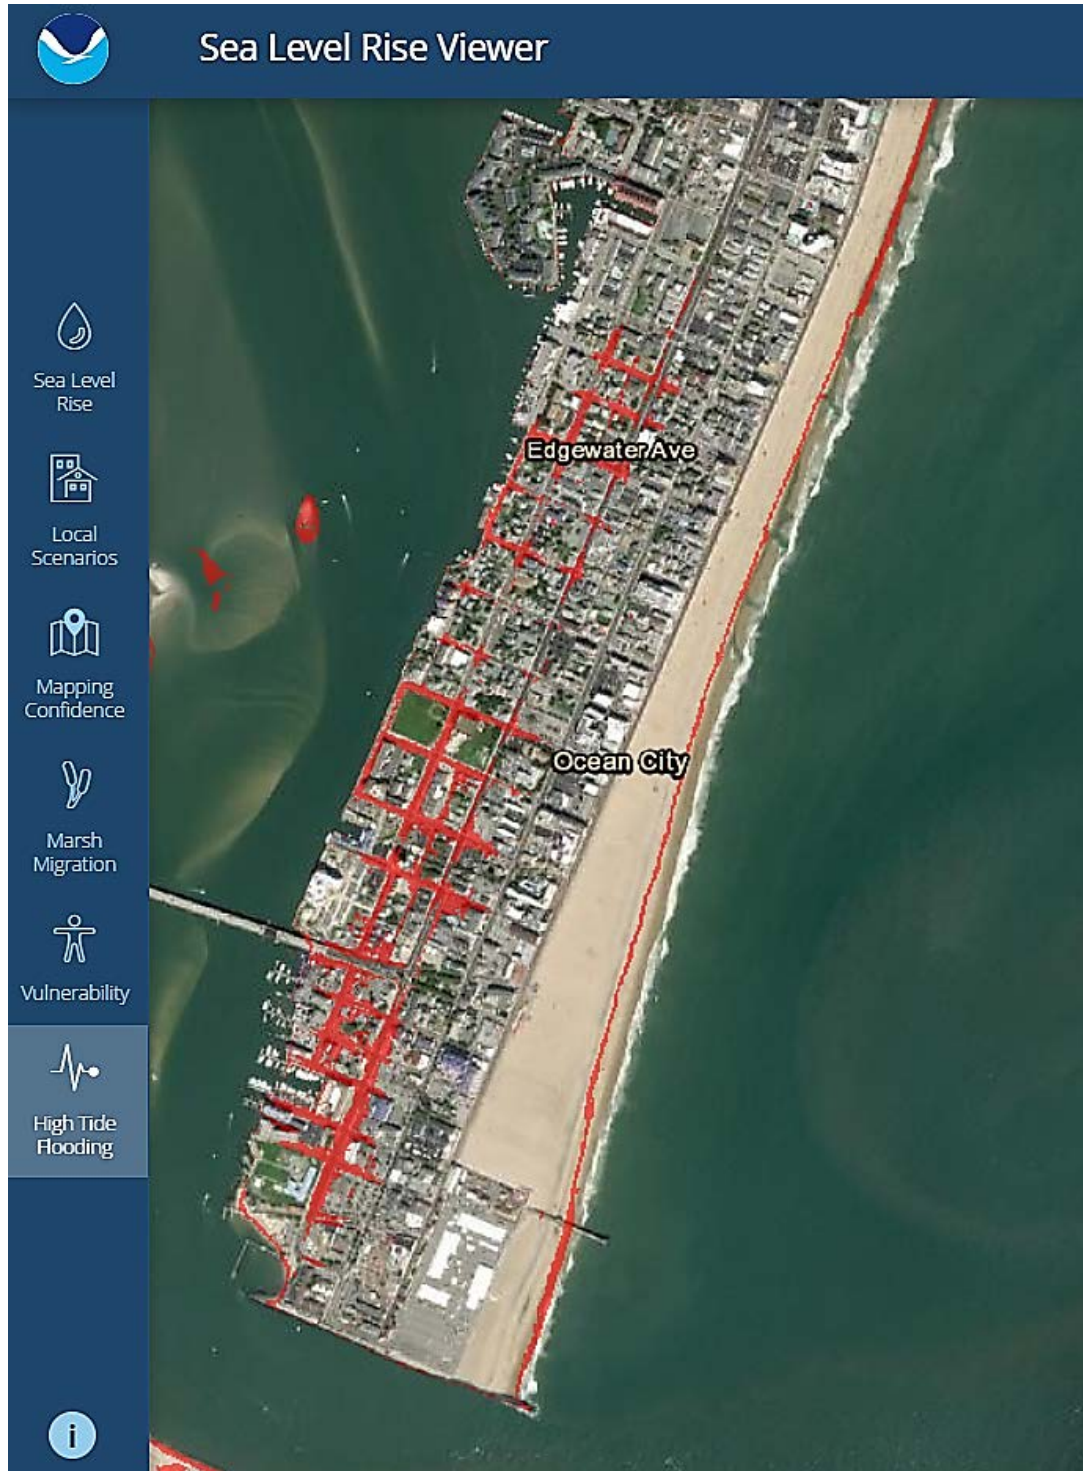 Sea Level Rise Viewer
Sea Level
Rise
Local
Scenarios
Mapping
Confidence
Marsh
Migration
Vulnerability
High Tide
Flooding
i
Edgewater Ave
Ocean City